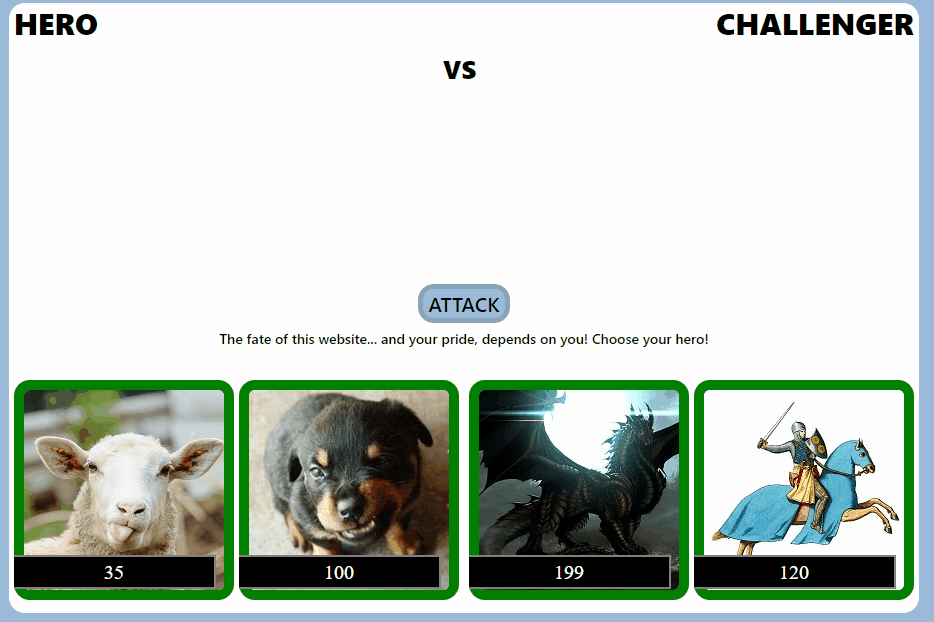 HERO
CHALLENGER
VS
ATTACK
The fate of this website... and your pride, depends on you! Choose your hero!
35
100
199
120